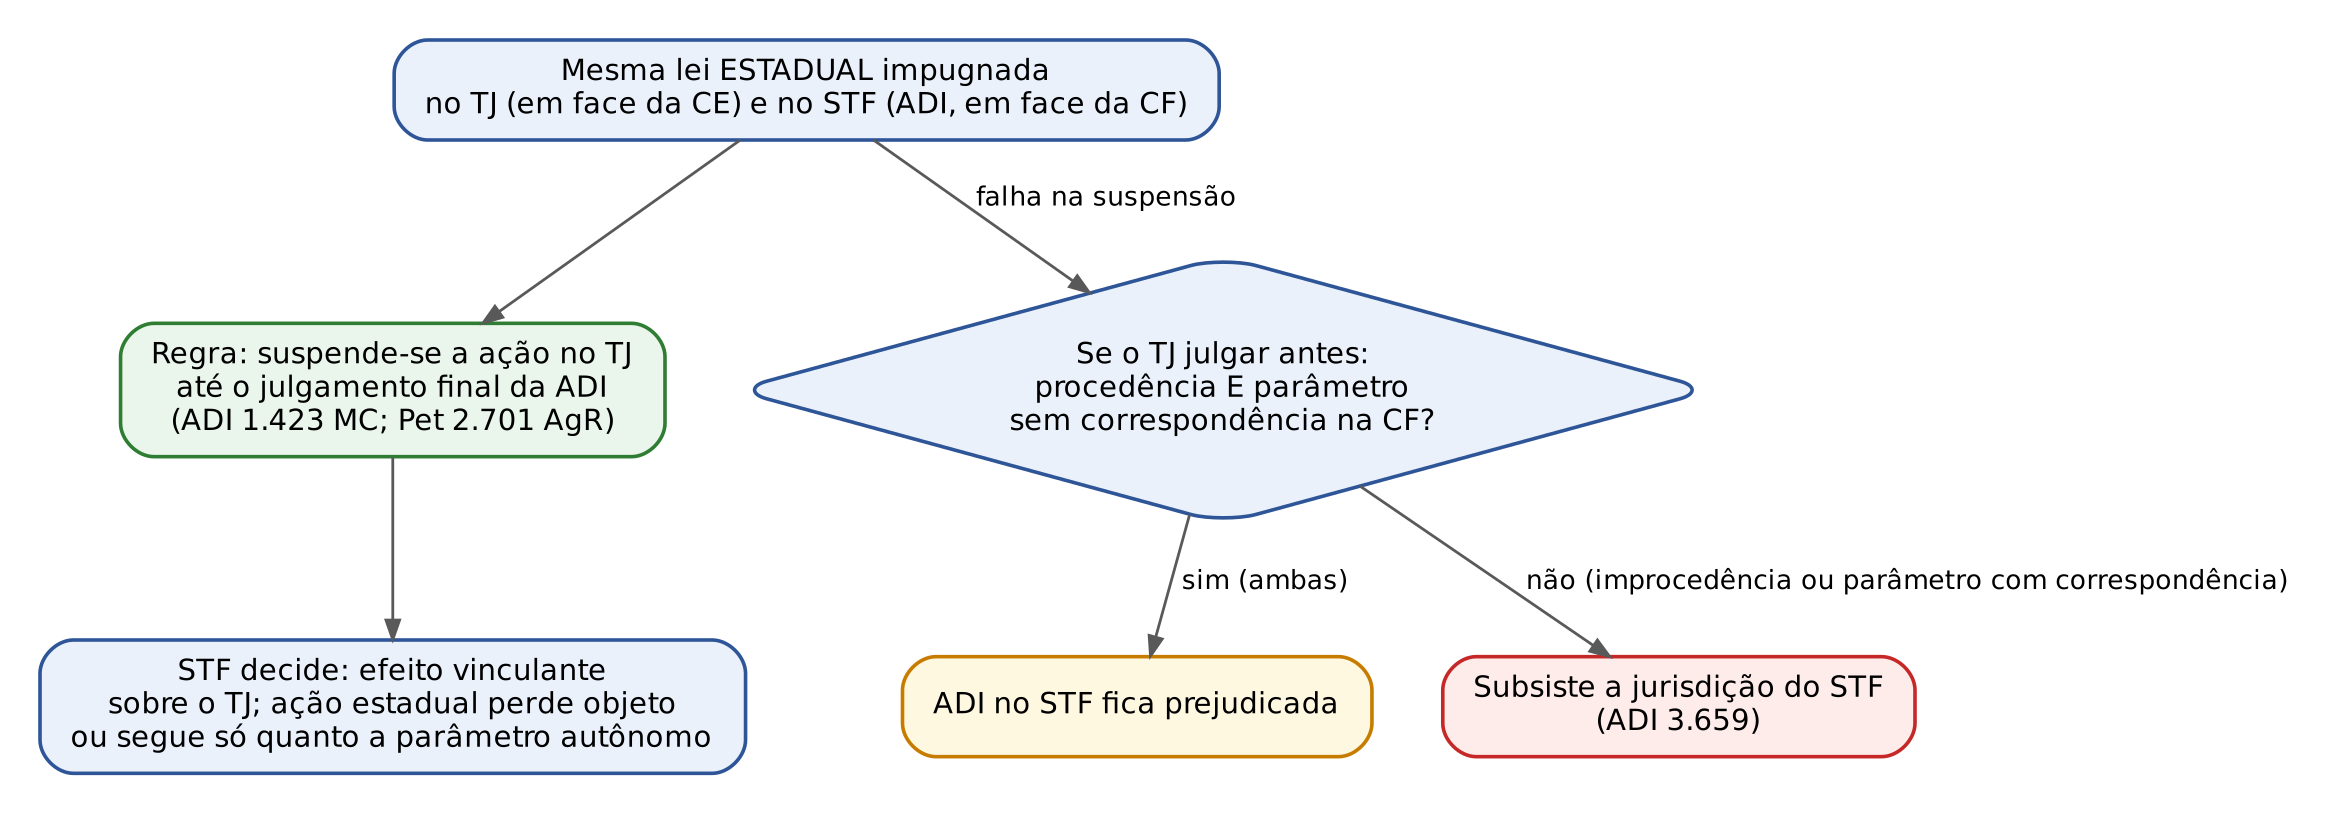 Mesma lei ESTADUAL impugnada
no TJ (em face da CE) e no STF (ADI, em face da CF)
falha na suspensão
Regra: suspende-se a ação no TJ
até o julgamento final da ADI
(ADI 1.423 MC; Pet 2.701 AgR)
Se o TJ julgar antes:
procedência E parâmetro
sem correspondência na CF?
sim (ambas)
não (improcedência ou parâmetro com correspondência)
STF decide: efeito vinculante
sobre o TJ; ação estadual perde objeto
ou segue só quanto a parâmetro autônomo
ADI no STF fica prejudicada
Subsiste a jurisdição do STF
(ADI 3.659)